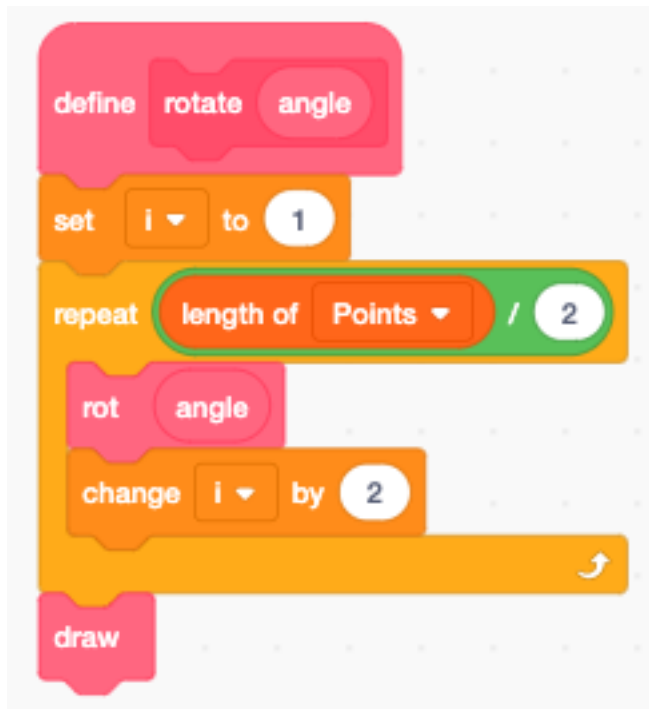 define rotate angle
set i to 1
repeat length of Points / 2
rot angle
change i by 2
draw